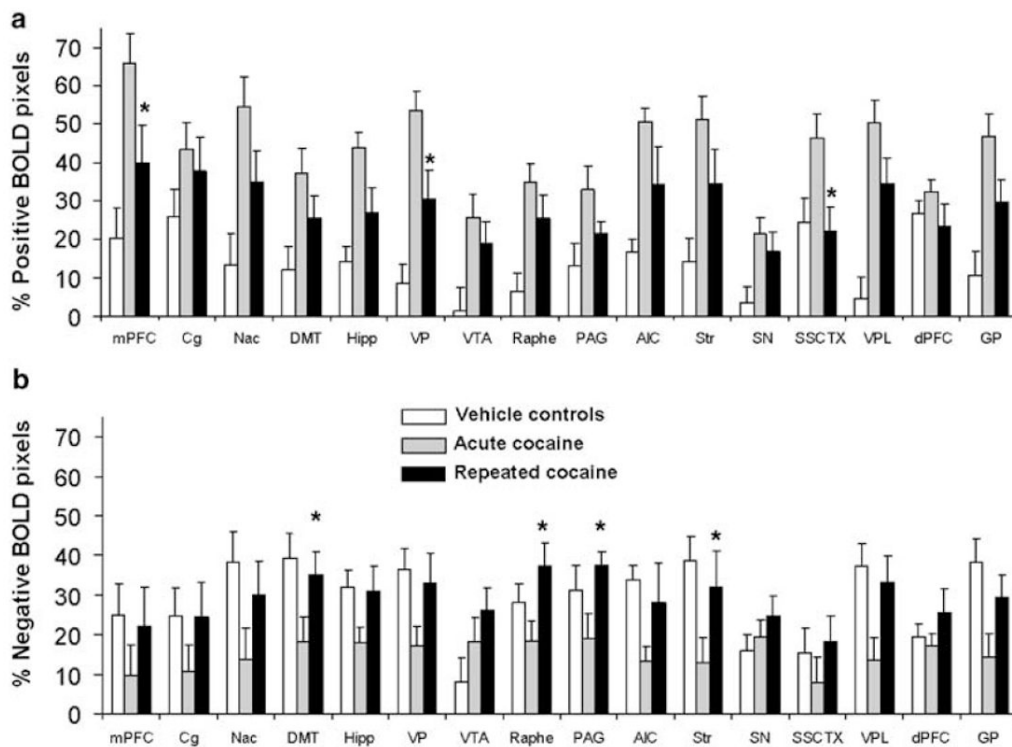 a
% Positive BOLD pixels
70
60
50
40
30
20
10
0
* * *
mPFC Cg Nac DMT Hipp VP VTA Raphe PAG AIC Str SN SSCTX VPL dPFC GP
b
% Negative BOLD pixels
Vehicle controls
Acute cocaine
Repeated cocaine
70
60
50
40
30
20
10
0
* * * *
mPFC Cg Nac DMT Hipp VP VTA Raphe PAG AIC Str SN SSCTX VPL dPFC GP